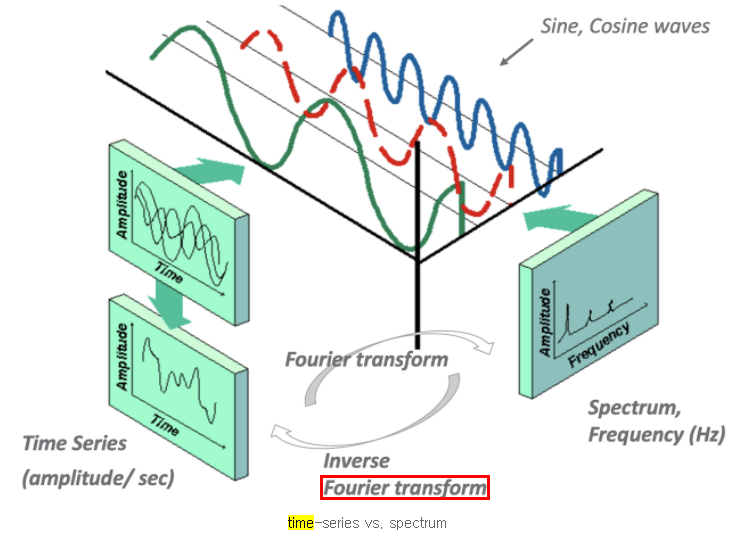 Sine, Cosine waves
Amplitude
Time
Amplitude
Time
Amplitude
Frequency
Fourier transform
Spectrum,
Frequency (Hz)
Time Series
(amplitude/ sec)
Inverse
Fourier transform
time-series vs. spectrum